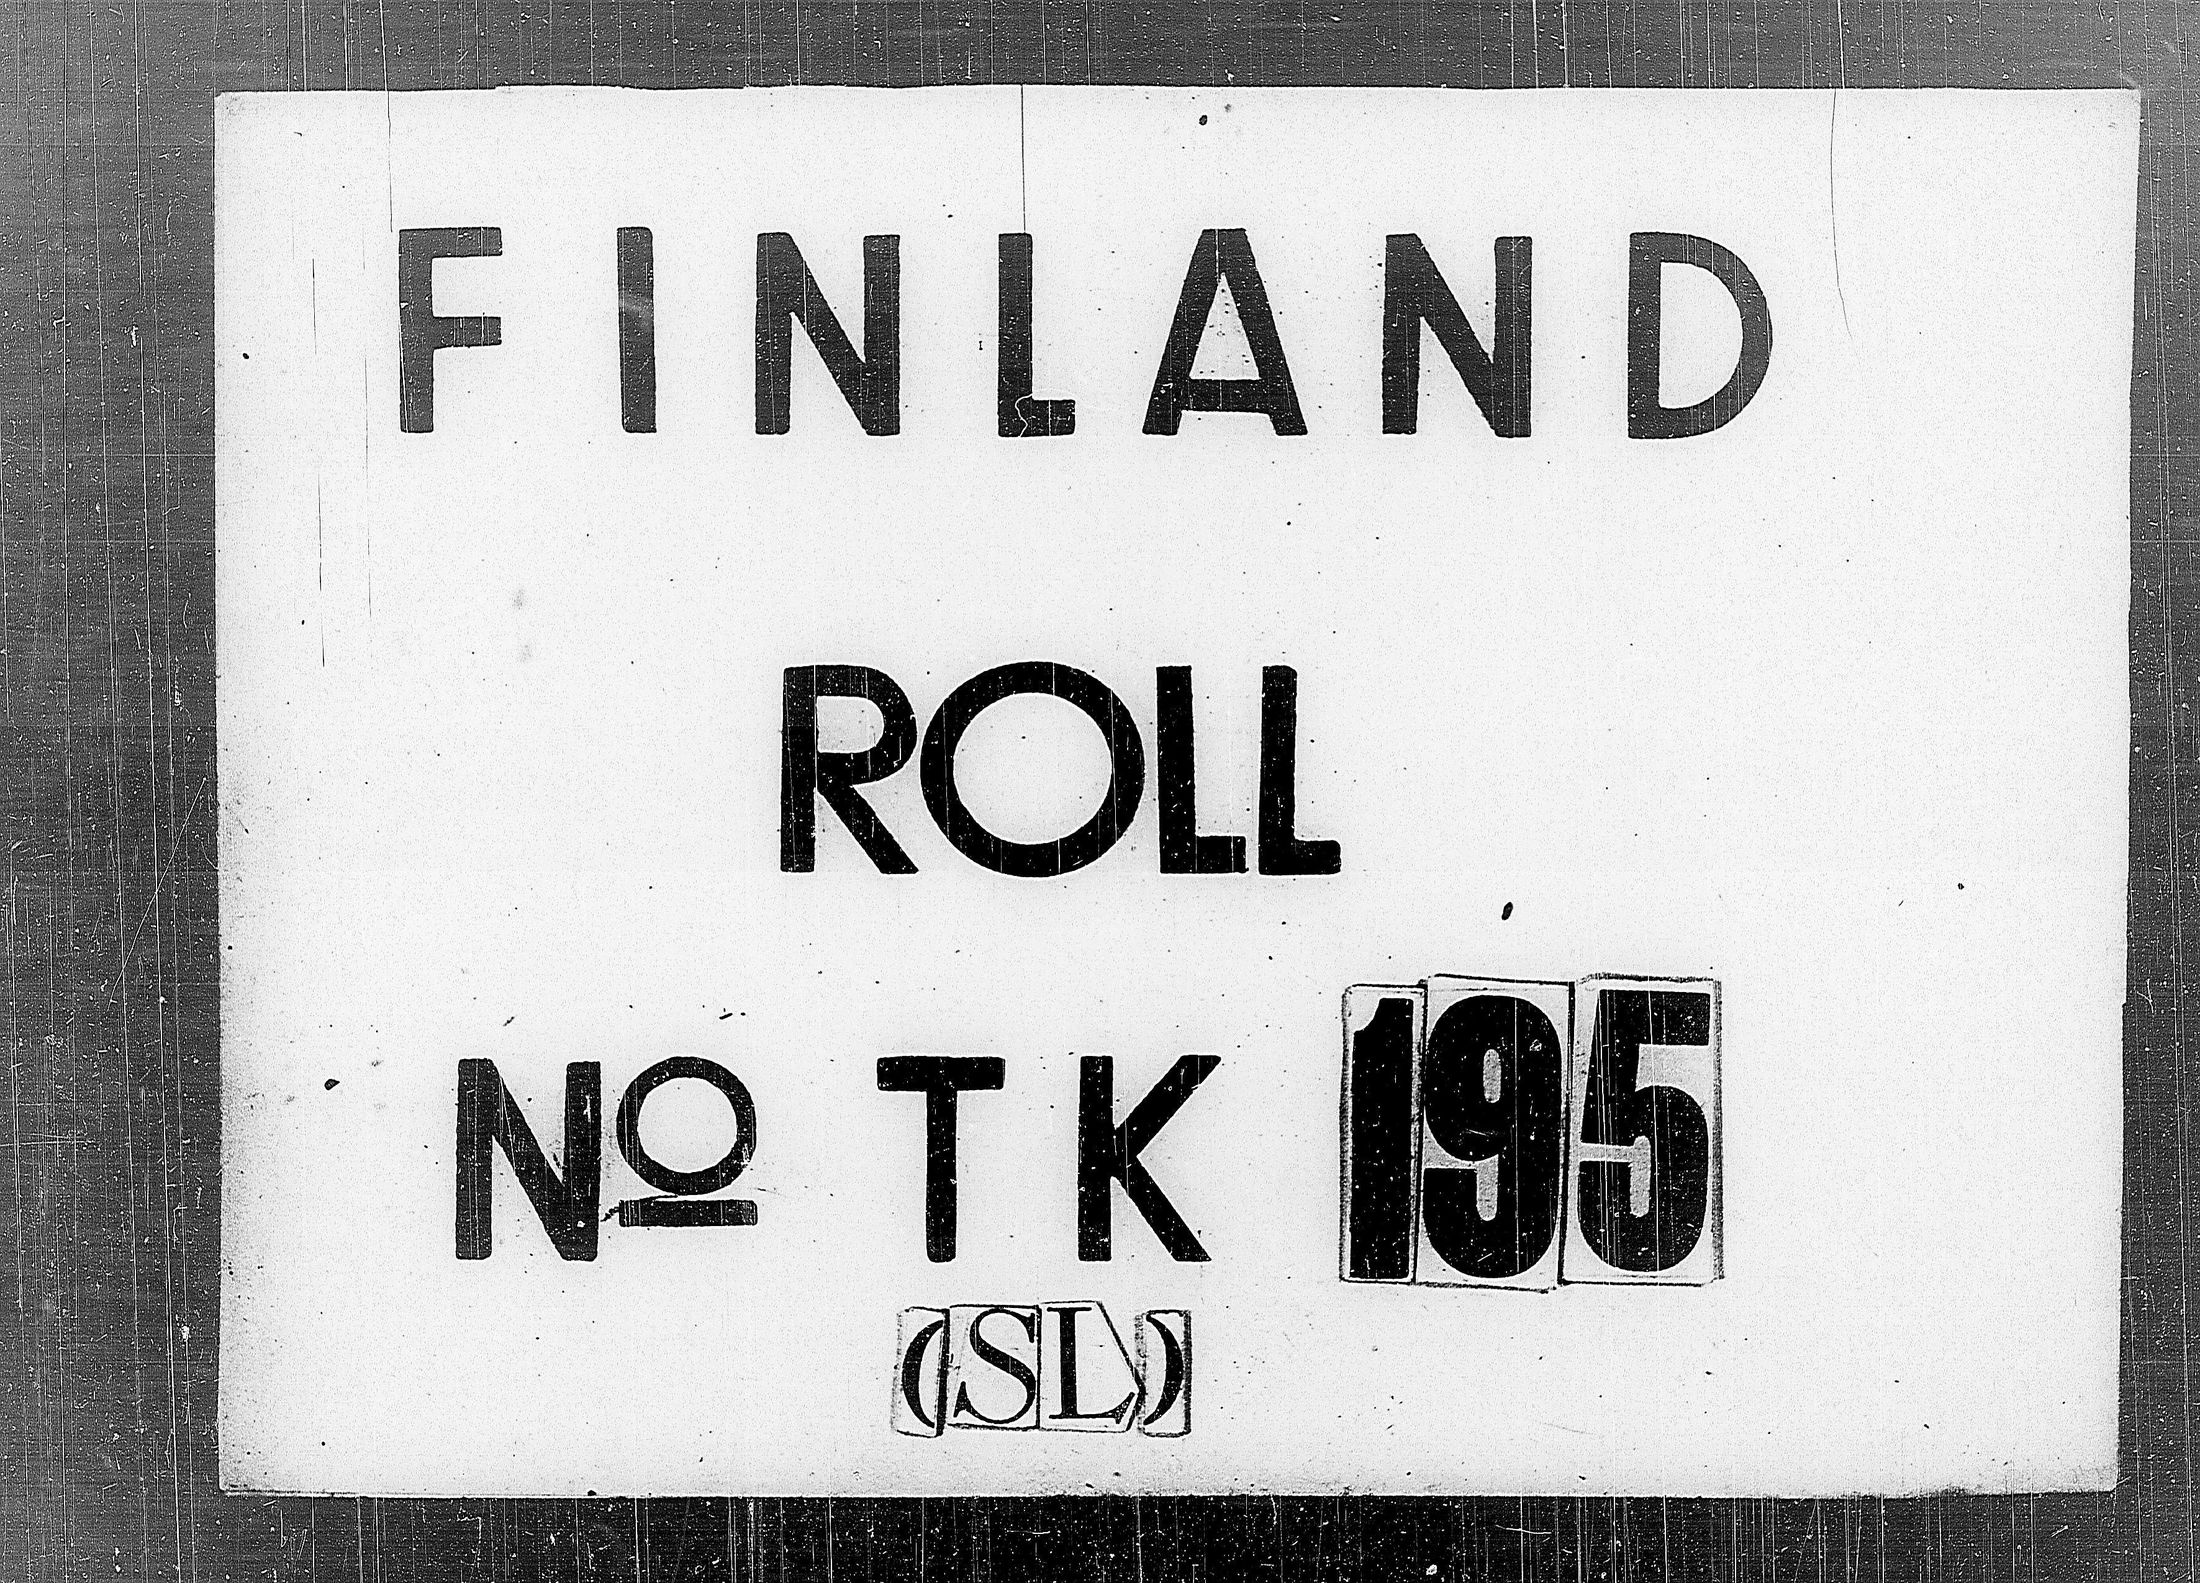 FINLAND
ROLL
Nº TK 195
(SL)